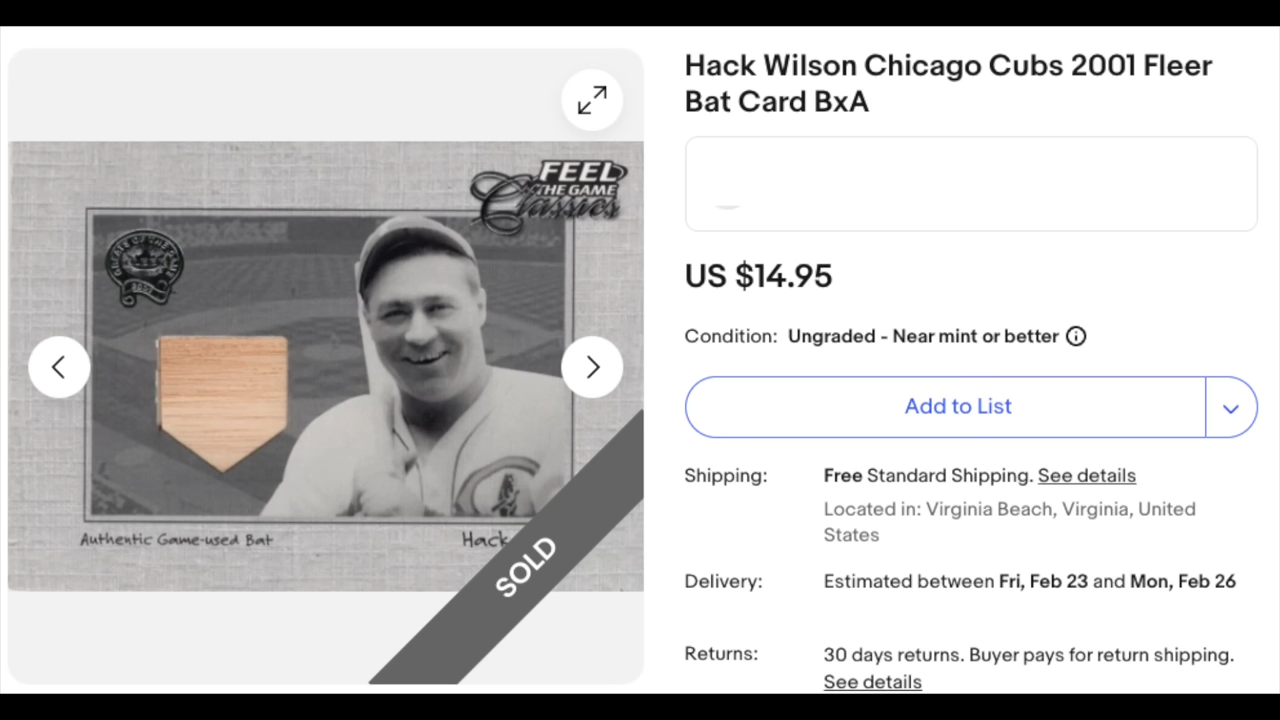 Hack Wilson Chicago Cubs 2001 Fleer
Bat Card BxA
FEEL
THE GAME
Classics
Authentic Game-used Bat
Hack
SOLD
US $14.95
Condition: Ungraded - Near mint or better
Add to List
Shipping: Free Standard Shipping. See details
Located in: Virginia Beach, Virginia, United
States
Delivery: Estimated between Fri, Feb 23 and Mon, Feb 26
Returns: 30 days returns. Buyer pays for return shipping.
See details